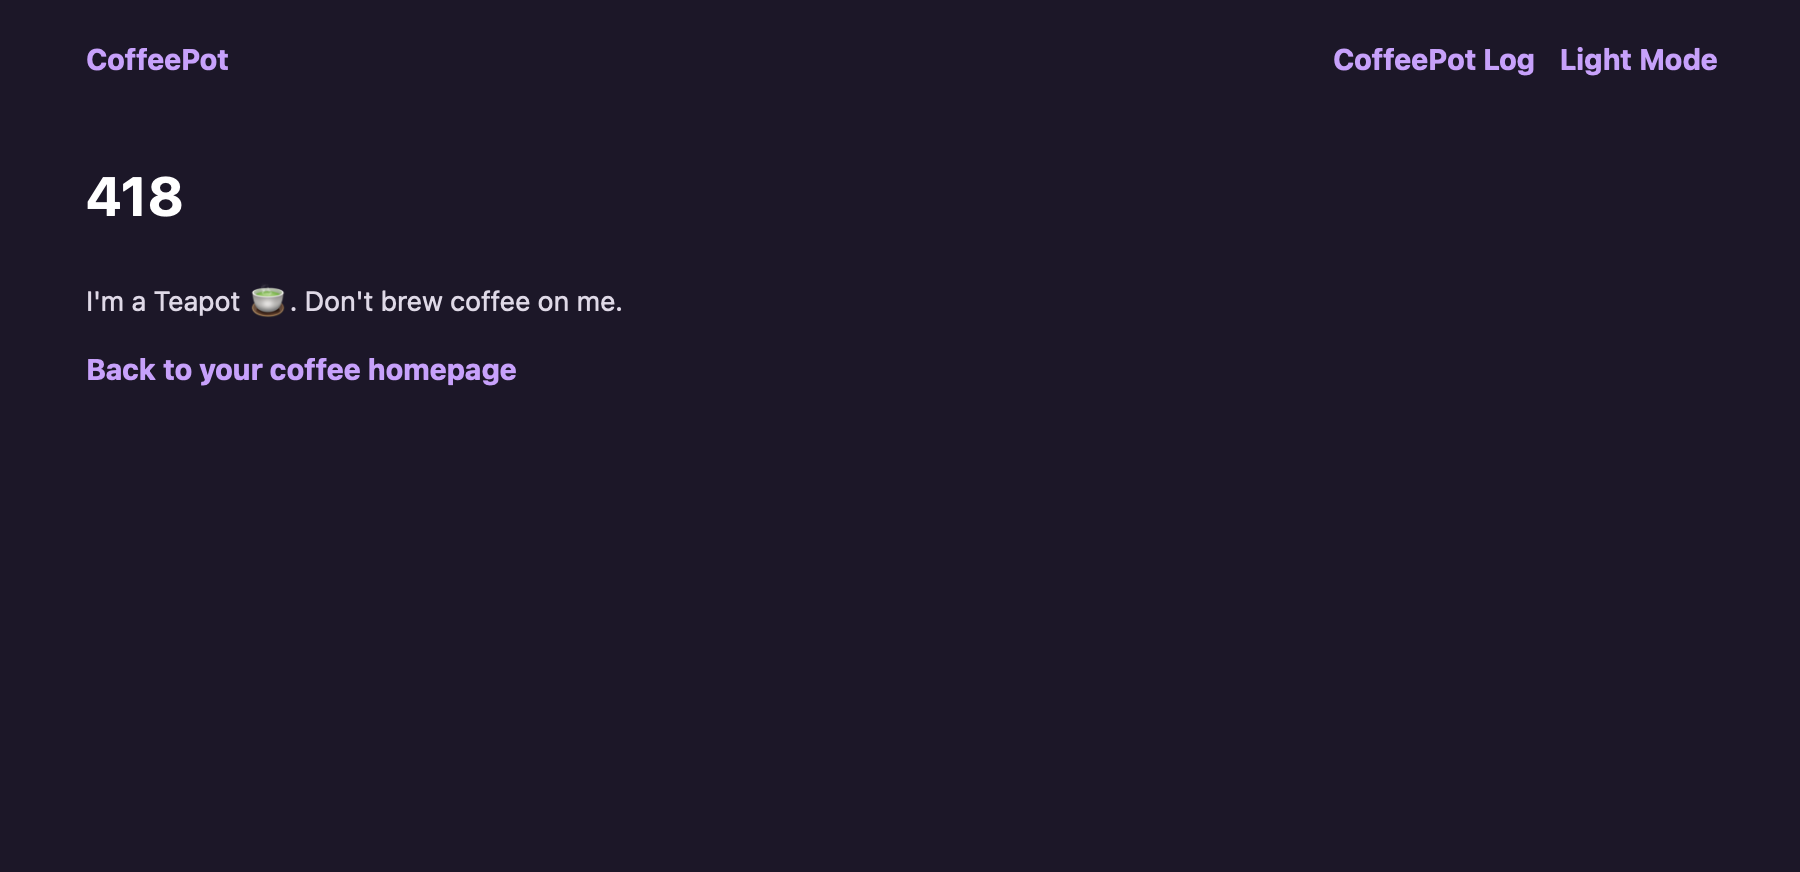 CoffeePot
CoffeePot Log
Light Mode
418
I'm a Teapot 🍵. Don't brew coffee on me.
Back to your coffee homepage